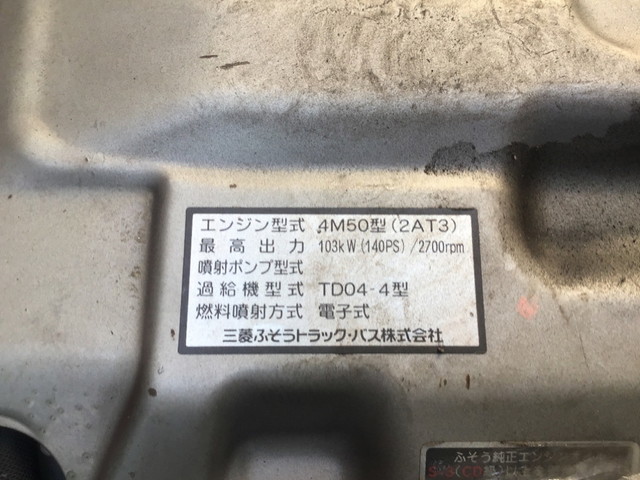 エンジン型式 4M50型(2AT3)
最高出力 103kW(140PS)/2700rpm
噴射ポンプ型式
過給機型式 TD04-4型
燃料噴射方式 電子式
三菱ふそうトラック・バス株式会社
ふそう純正エンジン